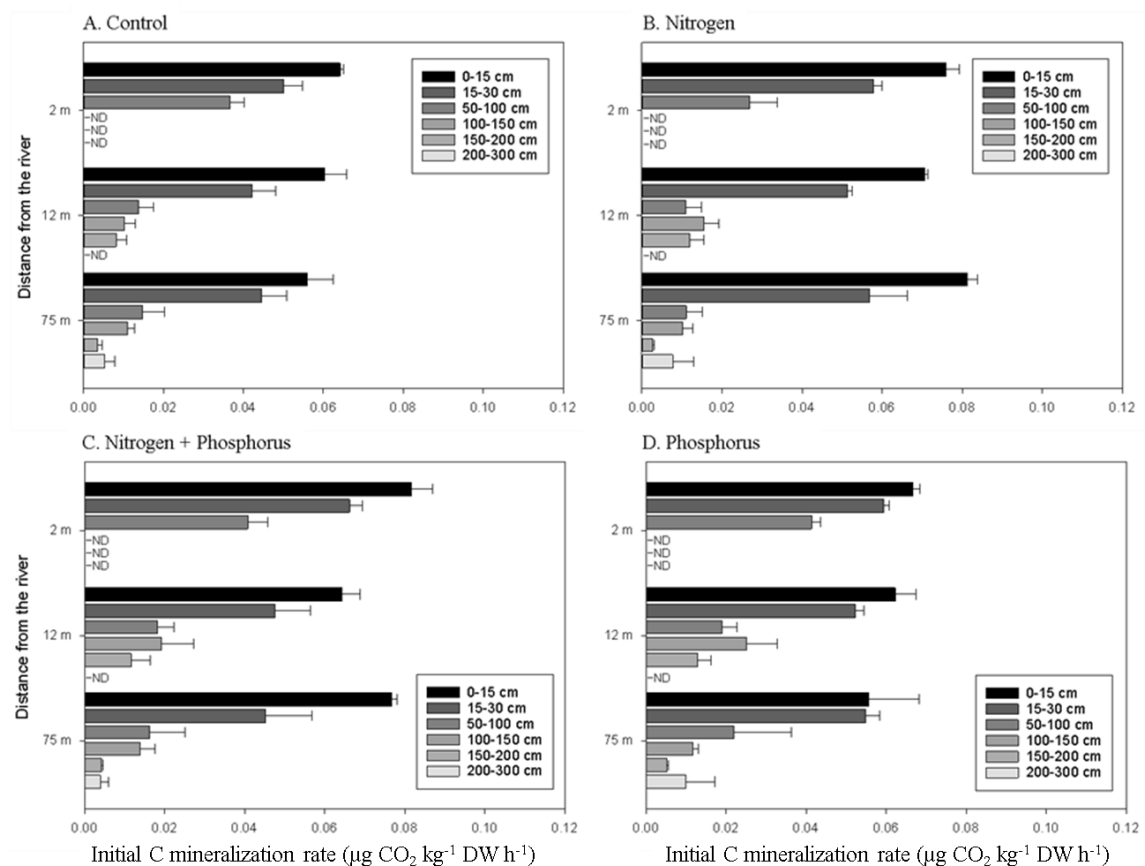 A. Control
0-15 cm
15-30 cm
50-100 cm
100-150 cm
150-200 cm
200-300 cm
Distance from the river
2 m
ND
ND
ND
12 m
ND
75 m
0.00 0.02 0.04 0.06 0.08 0.10 0.12
B. Nitrogen
0-15 cm
15-30 cm
50-100 cm
100-150 cm
150-200 cm
200-300 cm
2 m
ND
ND
ND
12 m
ND
75 m
0.00 0.02 0.04 0.06 0.08 0.10 0.12
C. Nitrogen + Phosphorus
Distance from the river
2 m
ND
ND
ND
12 m
ND
75 m
0-15 cm
15-30 cm
50-100 cm
100-150 cm
150-200 cm
200-300 cm
0.00 0.02 0.04 0.06 0.08 0.10 0.12
Initial C mineralization rate (µg CO₂ kg⁻¹ DW h⁻¹)
D. Phosphorus
2 m
ND
ND
ND
12 m
ND
75 m
0-15 cm
15-30 cm
50-100 cm
100-150 cm
150-200 cm
200-300 cm
0.00 0.02 0.04 0.06 0.08 0.10 0.12
Initial C mineralization rate (µg CO₂ kg⁻¹ DW h⁻¹)